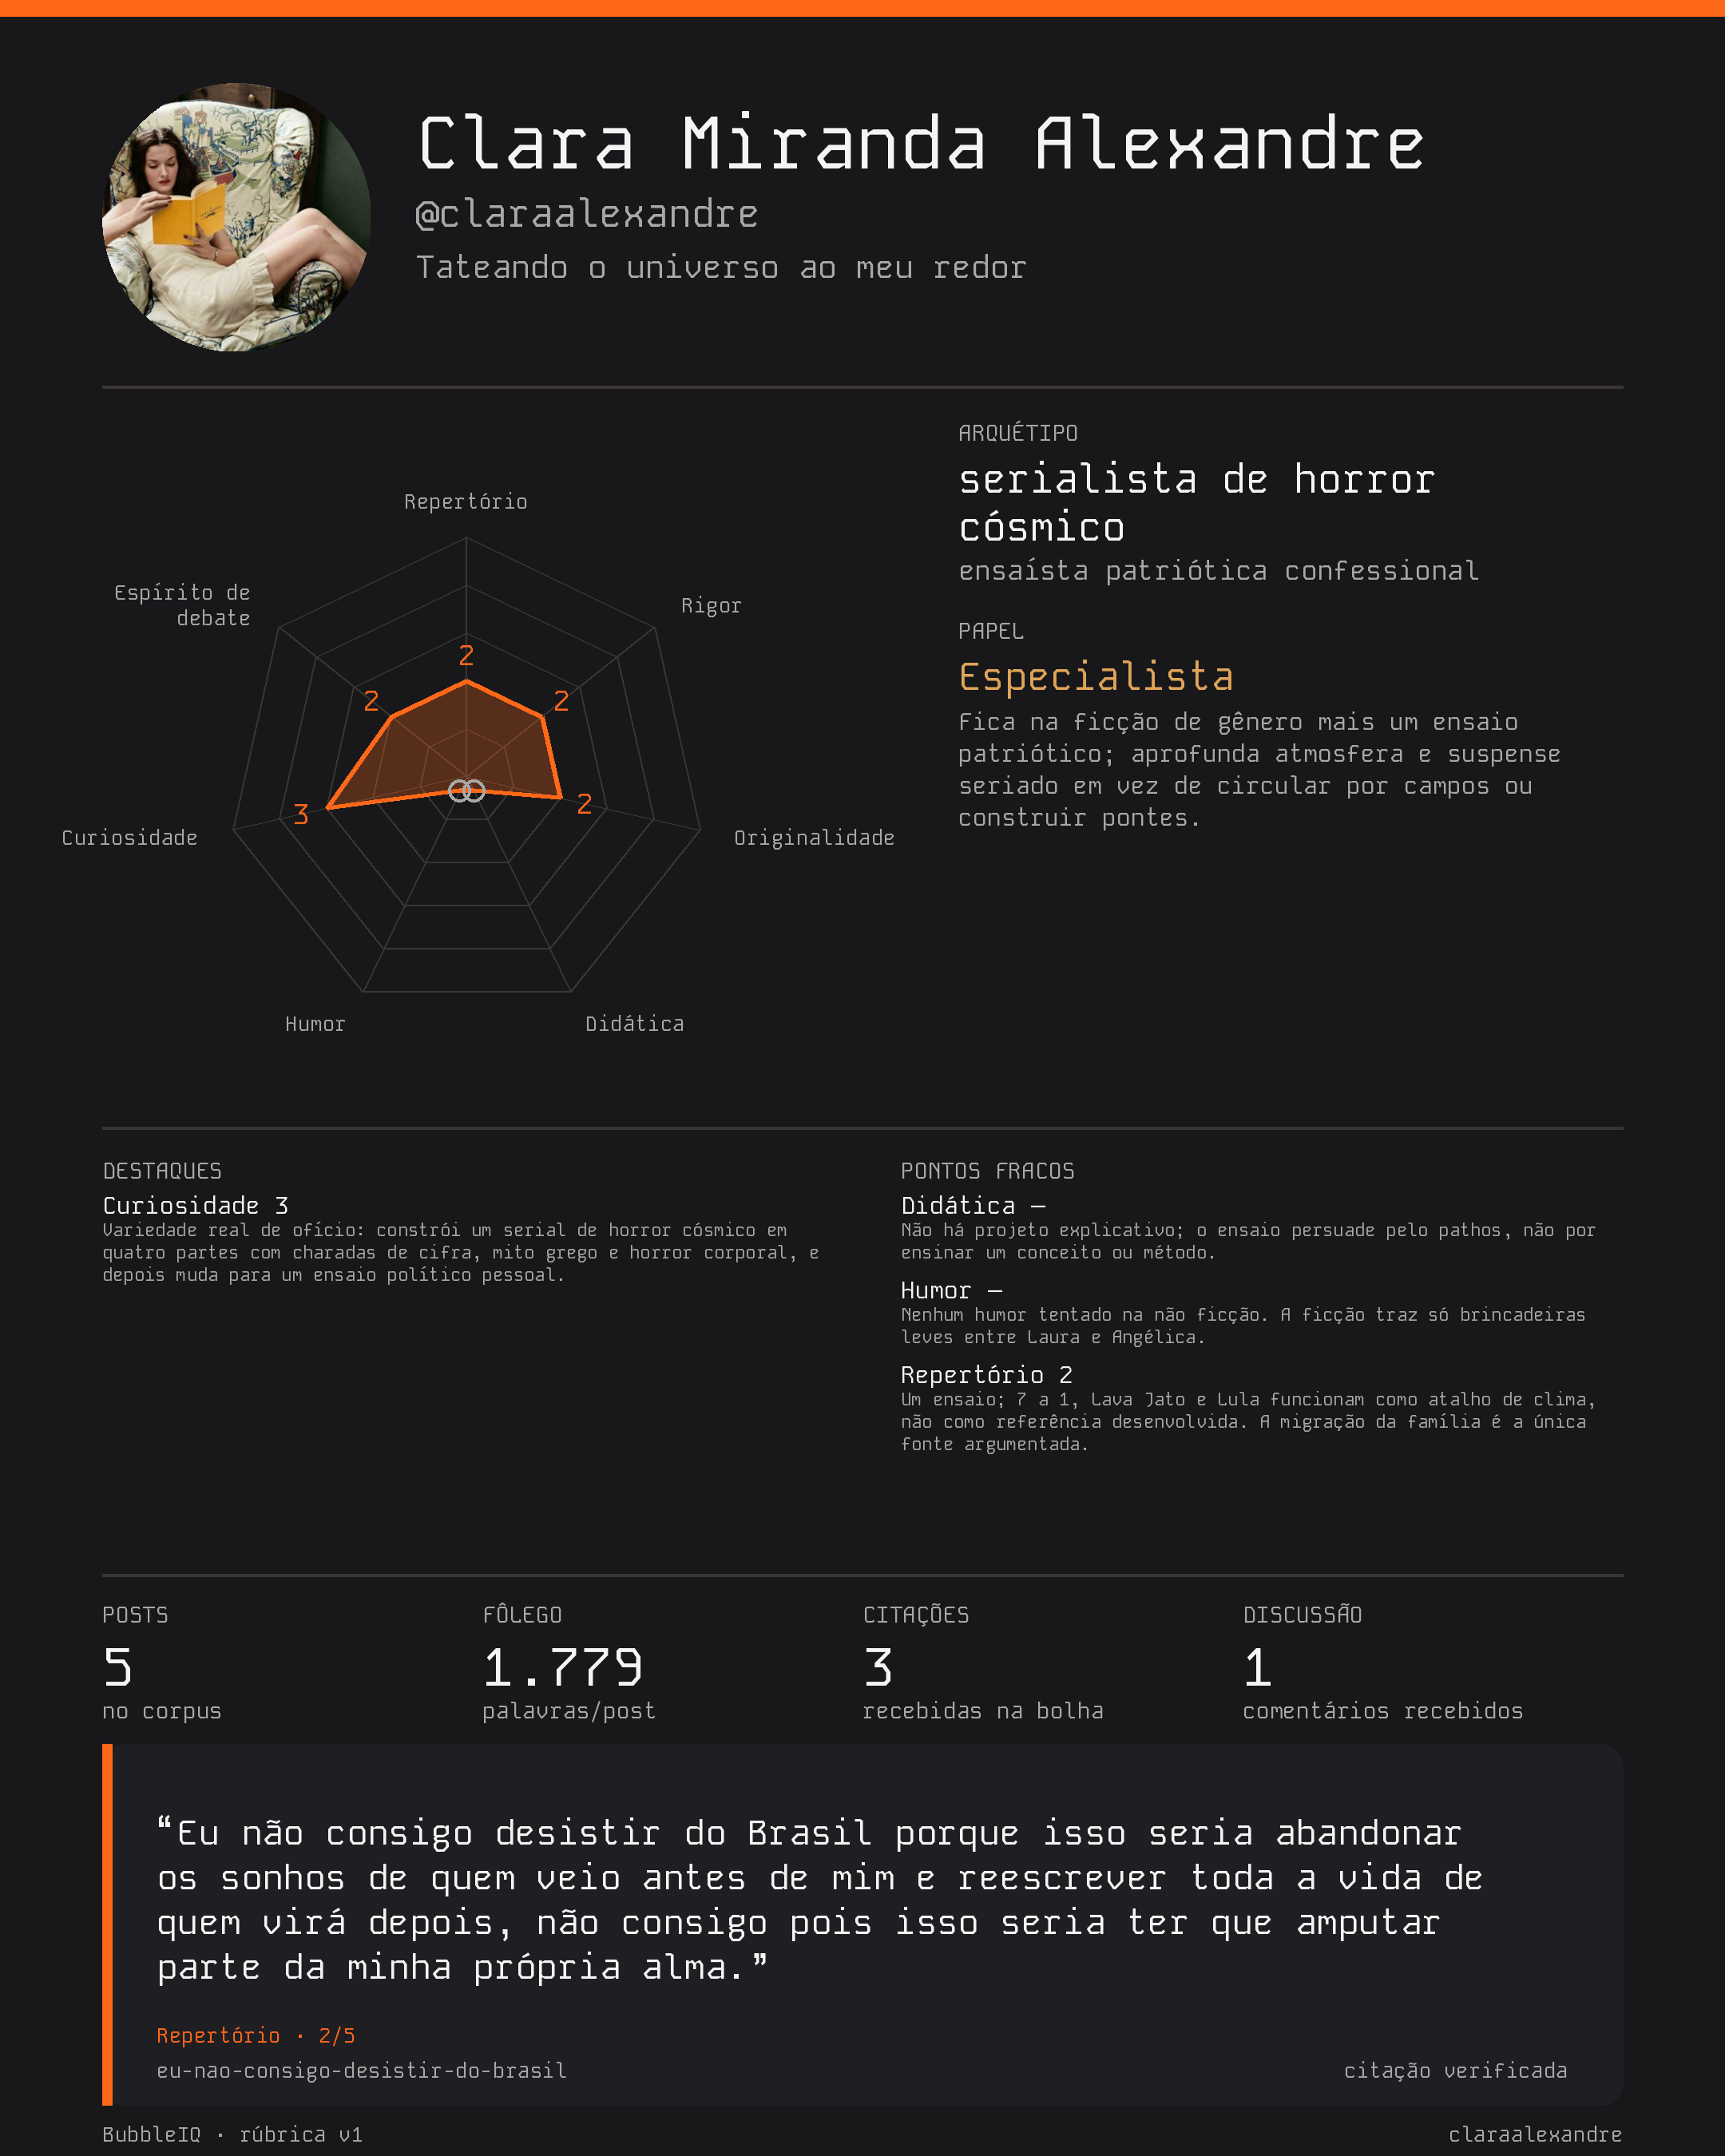 Clara Miranda Alexandre
@claraalexandre
Tateando o universo ao meu redor
Repertório
Espírito de
debate
Rigor
2
2
2
3
2
Curiosidade
Originalidade
Humor
Didática
ARQUÉTIPO
serialista de horror
cósmico
ensaísta patriótica confessional
PAPEL
Especialista
Fica na ficção de gênero mais um ensaio
patriótico; aprofunda atmosfera e suspense
seriado em vez de circular por campos ou
construir pontes.
DESTAQUES
Curiosidade 3
Variedade real de ofício: constrói um serial de horror cósmico em
quatro partes com charadas de cifra, mito grego e horror corporal, e
depois muda para um ensaio político pessoal.
PONTOS FRACOS
Didática —
Não há projeto explicativo; o ensaio persuade pelo pathos, não por
ensinar um conceito ou método.
Humor —
Nenhum humor tentado na não ficção. A ficção traz só brincadeiras
leves entre Laura e Angélica.
Repertório 2
Um ensaio; 7 a 1, Lava Jato e Lula funcionam como atalho de clima,
não como referência desenvolvida. A migração da família é a única
fonte argumentada.
POSTS
5
no corpus
FÔLEGO
1.779
palavras/post
CITAÇÕES
3
recebidas na bolha
DISCUSSÃO
1
comentários recebidos
“Eu não consigo desistir do Brasil porque isso seria abandonar
os sonhos de quem veio antes de mim e reescrever toda a vida de
quem virá depois, não consigo pois isso seria ter que amputar
parte da minha própria alma.”
Repertório · 2/5
eu-nao-consigo-desistir-do-brasil
citação verificada
BubbleIQ · rúbrica v1
claraalexandre